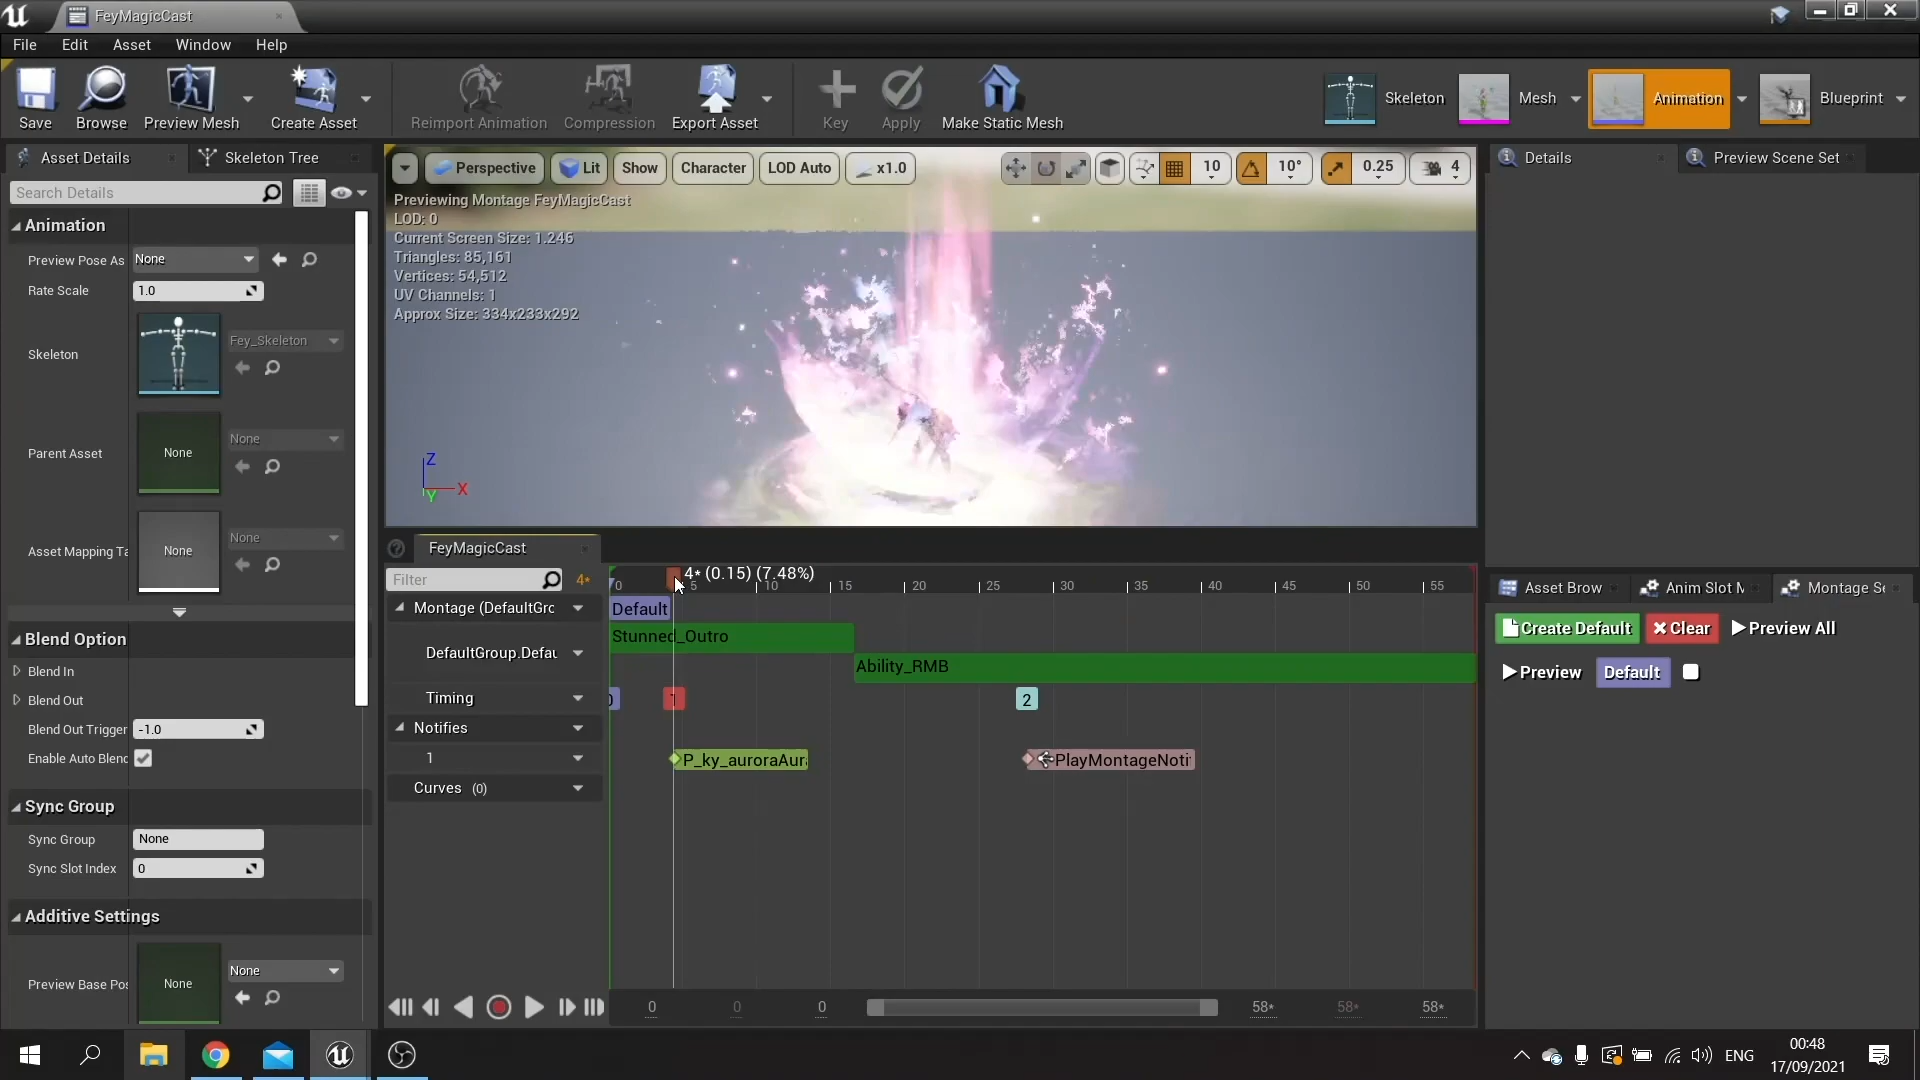 FeyMagicCast
File Edit Asset Window Help
Save Browse Preview Mesh Create Asset Reimport Animation Compression Export Asset Key Apply Make Static Mesh Skeleton Mesh Animation Blueprint
Asset Details Skeleton Tree
Search Details
Animation
Preview Pose As None
Rate Scale 1.0
Skeleton Fey_Skeleton
Parent Asset None None
Asset Mapping Ta None None
Blend Option
Blend In
Blend Out
Blend Out Trigger -1.0
Enable Auto Blend
Sync Group
Sync Group None
Sync Slot Index 0
Additive Settings
Preview Base Pos None None
Perspective Lit Show Character LOD Auto x1.0 10 10° 0.25 4
Previewing Montage FeyMagicCast
LOD: 0
Current Screen Size: 1.246
Triangles: 85,161
Vertices: 54,512
UV Channels: 1
Approx Size: 334x233x292
Z
X
Y
FeyMagicCast
Filter 4*
4* (0.15) (7.48%)
0 5 10 15 20 25 30 35 40 45 50 55
Montage (DefaultGrc Default
Stunned_Outro
DefaultGroup.Defau
Ability_RMB
Timing 1 2
Notifies
1 P_ky_auroraAur PlayMontageNoti
Curves (0)
0 0 0 58* 58* 58*
Details Preview Scene Set
Asset Brow Anim Slot M Montage Se
Create Default Clear Preview All
Preview Default
ENG
00:48
17/09/2021